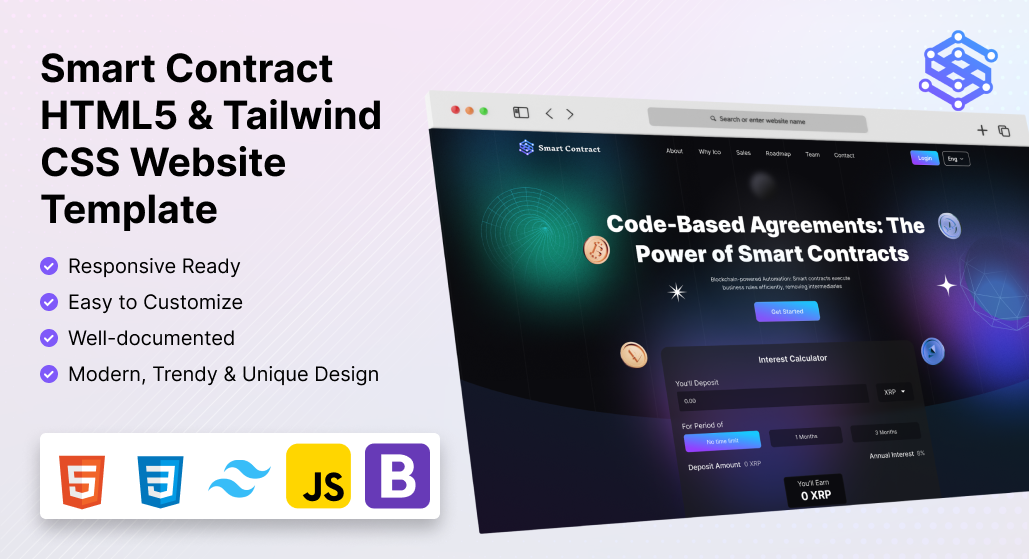 Smart Contract
HTML5 & Tailwind
CSS Website
Template
Responsive Ready
Easy to Customize
Well-documented
Modern, Trendy & Unique Design
5
3
JS
B
Search or enter website name
Smart Contract
About Why Ico Sales Roadmap Team Contact
Login Eng
Code-Based Agreements: The
Power of Smart Contracts
Blockchain-powered Automation: Smart contracts execute
business rules efficiently, removing intermediates
Get Started
Interest Calculator
You'll Deposit
0.00 XRP
For Period of
No time limit 1 Months 3 Months
Deposit Amount 0 XRP Annual Interest 8%
You'll Earn
0 XRP